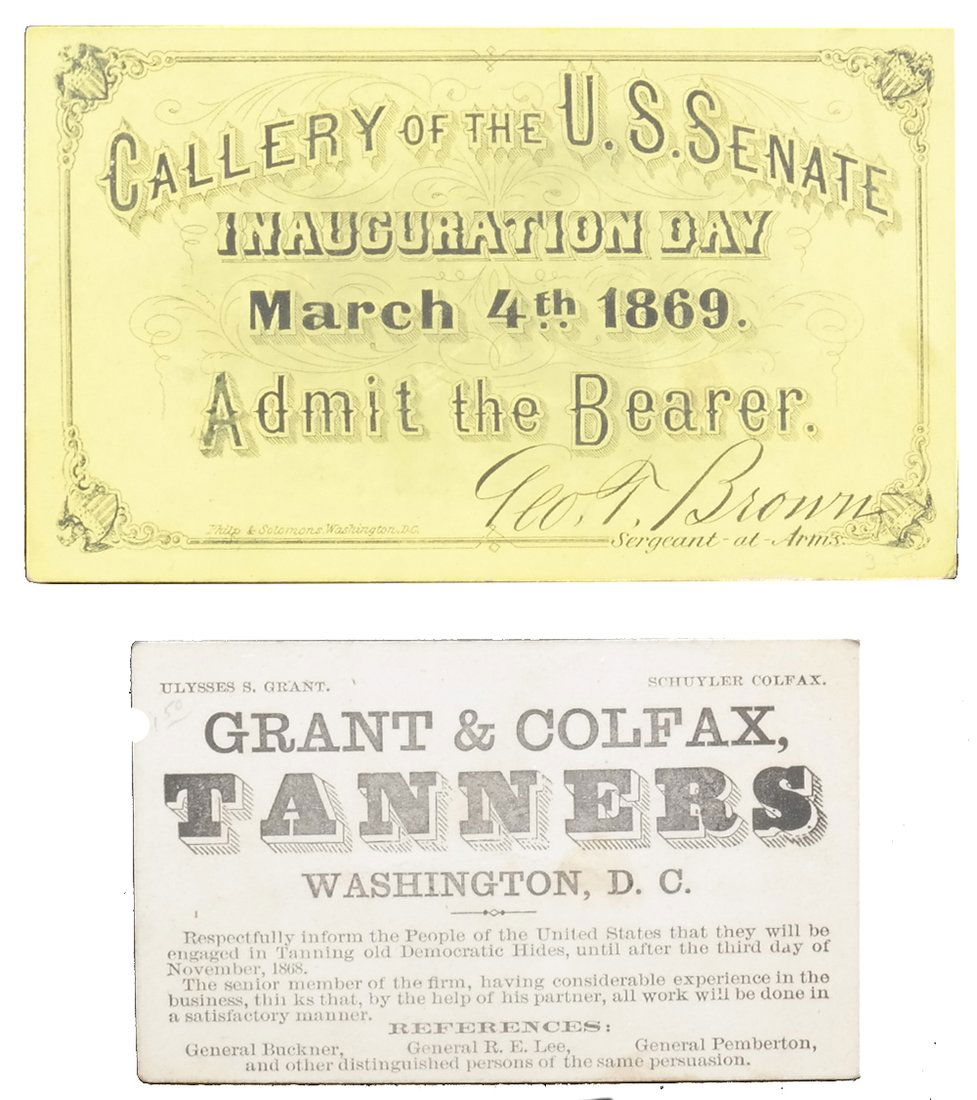 GALLERY OF THE U.S. SENATE
INAUGURATION DAY
March 4th 1869.
Admit the Bearer.
Geo. T. Brown
Philp & Solomons Washington, D.C.
Sergeant-at-Arms.
ULYSSES S. GRANT.
SCHUYLER COLFAX.
50
GRANT & COLFAX,
TANNERS
WASHINGTON, D. C.
Respectfully inform the People of the United States that they will be
engaged in Tanning old Democratic Hides, until after the third day of
November, 1868.
The senior member of the firm, having considerable experience in the
business, thin ks that, by the help of his partner, all work will be done in
a satisfactory manner.
REFERENCES:
General Buckner, General R. E. Lee, General Pemberton,
and other distinguished persons of the same persuasion.